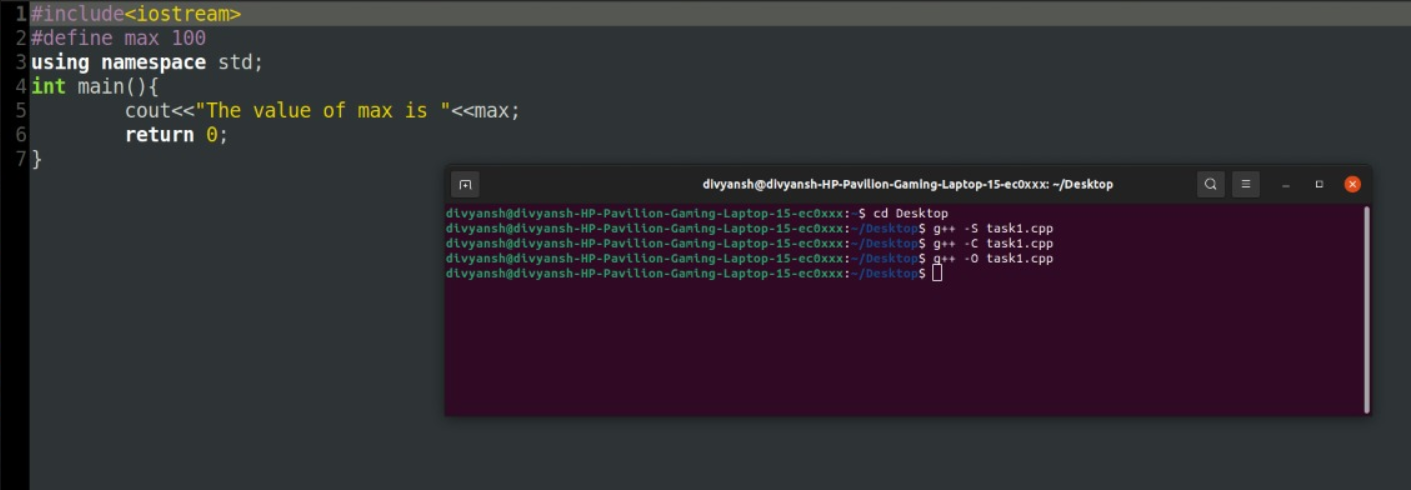 1 #include<iostream>
2 #define max 100
3 using namespace std;
4 int main(){
5 cout<<"The value of max is "<<max;
6 return 0;
7 }
divyansh@divyansh-HP-Pavilion-Gaming-Laptop-15-ec0xxx: ~/Desktop
divyansh@divyansh-HP-Pavilion-Gaming-Laptop-15-ec0xxx:~$ cd Desktop
divyansh@divyansh-HP-Pavilion-Gaming-Laptop-15-ec0xxx:~/Desktop$ g++ -S task1.cpp
divyansh@divyansh-HP-Pavilion-Gaming-Laptop-15-ec0xxx:~/Desktop$ g++ -C task1.cpp
divyansh@divyansh-HP-Pavilion-Gaming-Laptop-15-ec0xxx:~/Desktop$ g++ -O task1.cpp
divyansh@divyansh-HP-Pavilion-Gaming-Laptop-15-ec0xxx:~/Desktop$